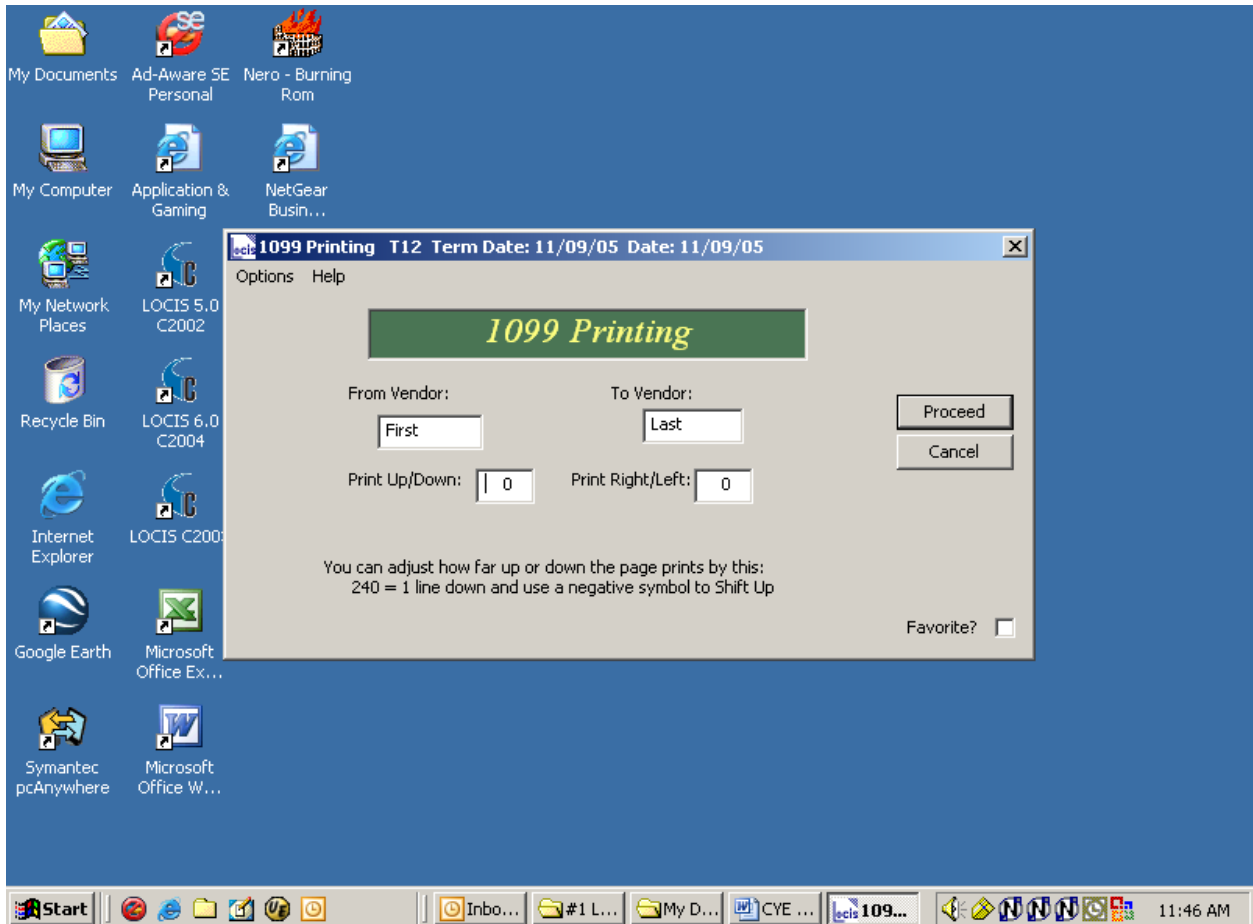 My Documents
Ad-Aware SE
Personal
Nero - Burning
Rom
My Computer
Application &
Gaming
NetGear
Busin...
My Network
Places
LOCIS 5.0
C2002
Recycle Bin
LOCIS 6.0
C2004
Internet
Explorer
LOCIS C200
Google Earth
Microsoft
Office Ex...
Symantec
pcAnywhere
Microsoft
Office W...
ocis 1099 Printing T12 Term Date: 11/09/05 Date: 11/09/05
Options Help
1099 Printing
From Vendor: To Vendor:
First Last
Proceed
Cancel
Print Up/Down: 0 Print Right/Left: 0
You can adjust how far up or down the page prints by this:
240 = 1 line down and use a negative symbol to Shift Up
Favorite?
Start Inbo... #1 L... My D... CYE ... ocis 109... 11:46 AM